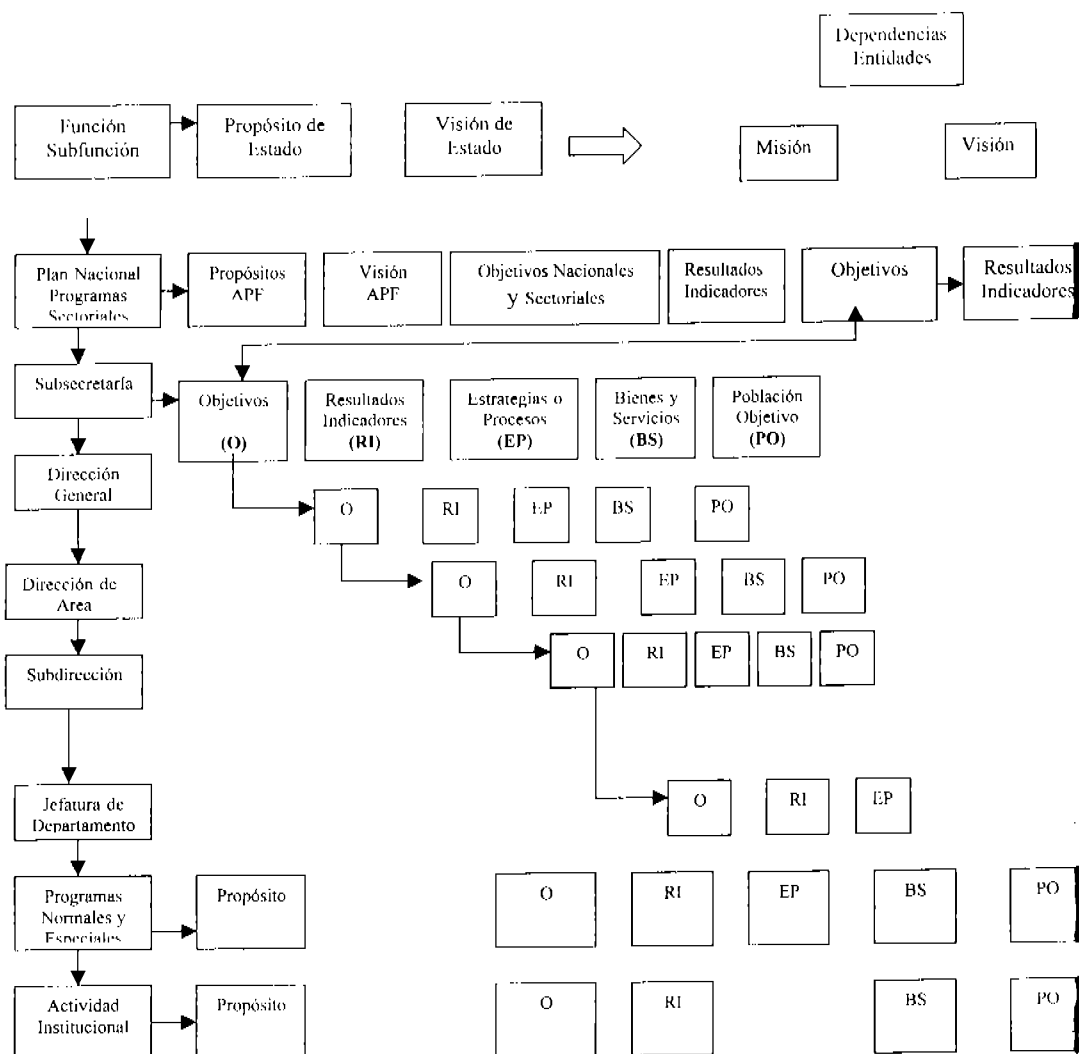 Dependencias
Entidades
Función
Subfunción
Propósito de
Estado
Visión de
Estado
Misión
Visión
Plan Nacional
Programas
Sectoriales
Propósitos
APF
Visión
APF
Objetivos Nacionales
y Sectoriales
Resultados
Indicadores
Objetivos
Resultados
Indicadores
Subsecretaría
Objetivos
(O)
Resultados
Indicadores
(RI)
Estrategias o
Procesos
(EP)
Bienes y
Servicios
(BS)
Población
Objetivo
(PO)
Dirección
General
O
RI
EP
BS
PO
Dirección de
Area
O
RI
EP
BS
PO
Subdirección
O
RI
EP
BS
PO
Jefatura de
Departamento
O
RI
EP
Programas
Normales y
Especiales
Propósito
O
RI
EP
BS
PO
Actividad
Institucional
Propósito
O
RI
BS
PO